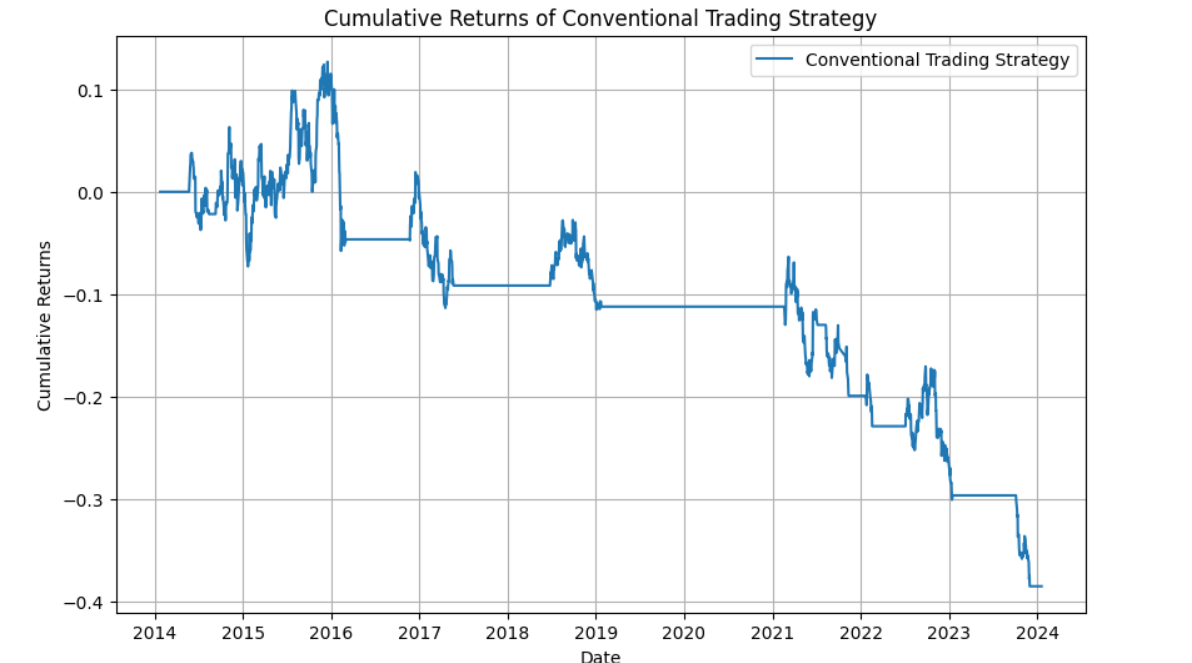 Cumulative Returns of Conventional Trading Strategy
Conventional Trading Strategy
0.1
0.0
−0.1
−0.2
−0.3
−0.4
Cumulative Returns
2014 2015 2016 2017 2018 2019 2020 2021 2022 2023 2024
Date